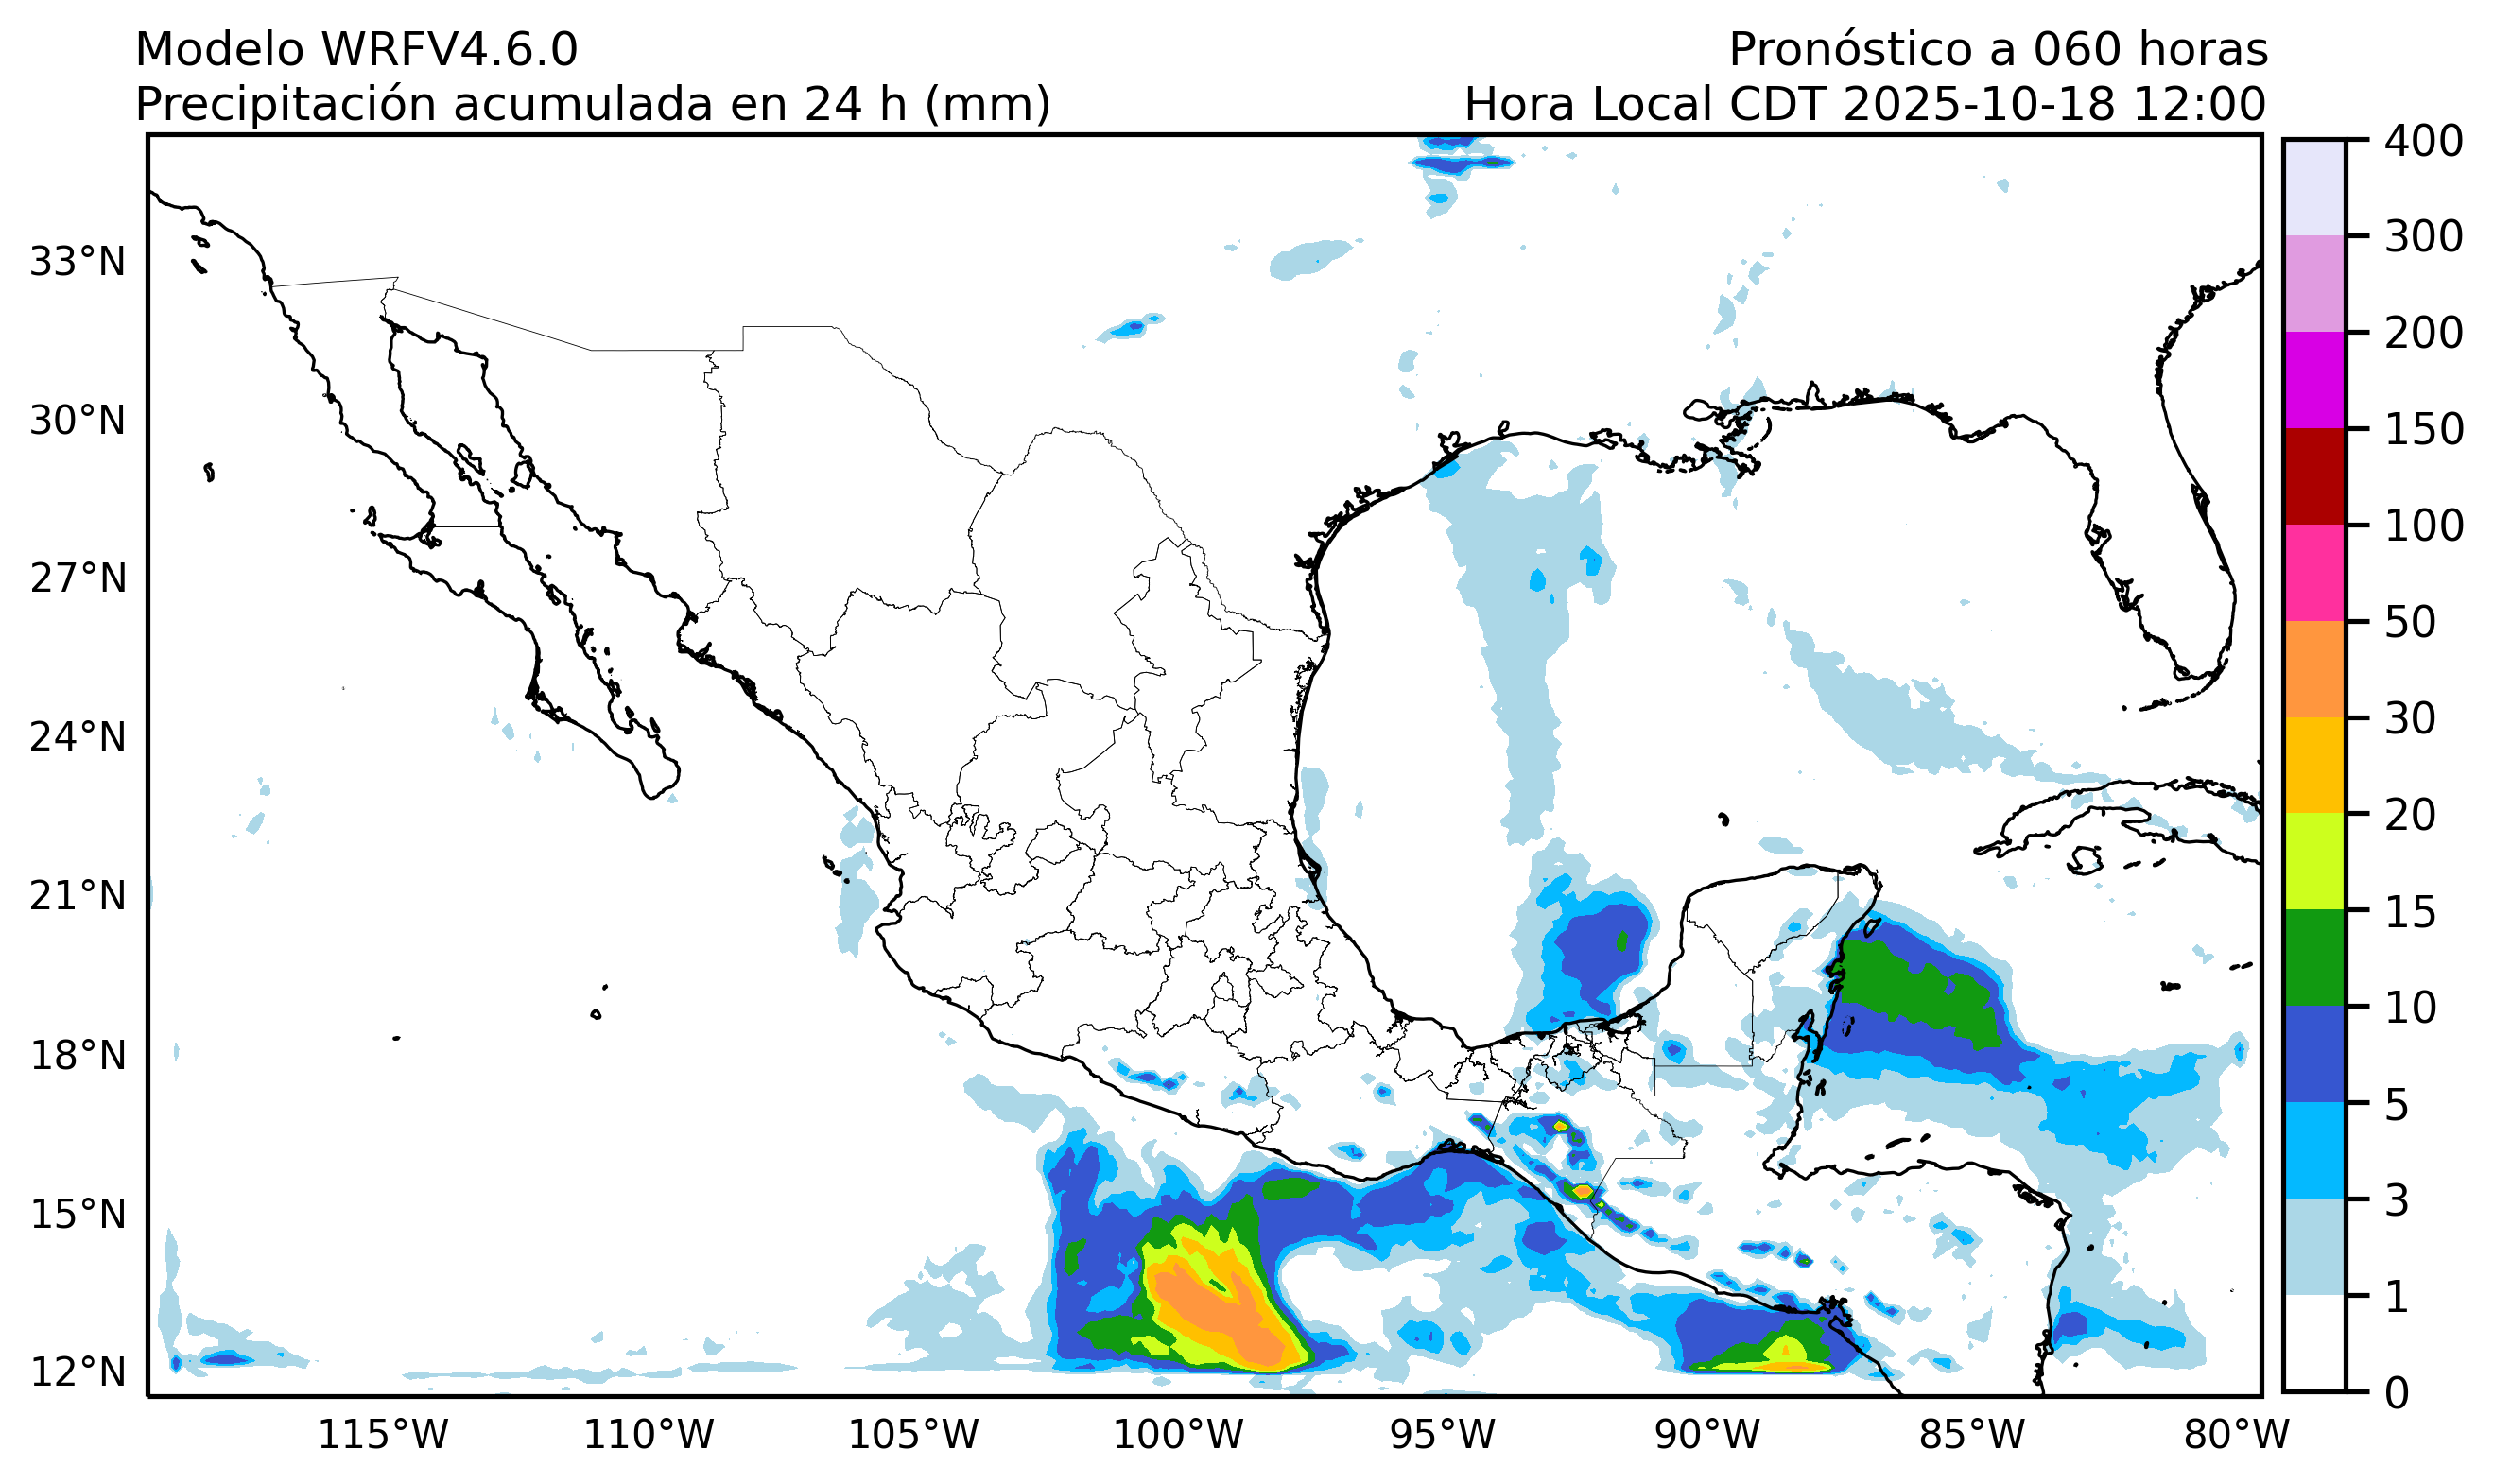 Modelo WRFV4.6.0
Pronóstico a 060 horas
Precipitación acumulada en 24 h (mm)
Hora Local CDT 2025-10-18 12:00
33°N
30°N
27°N
24°N
21°N
18°N
15°N
12°N
115°W
110°W
105°W
100°W
95°W
90°W
85°W
80°W
400
300
200
150
100
50
30
20
15
10
5
3
1
0